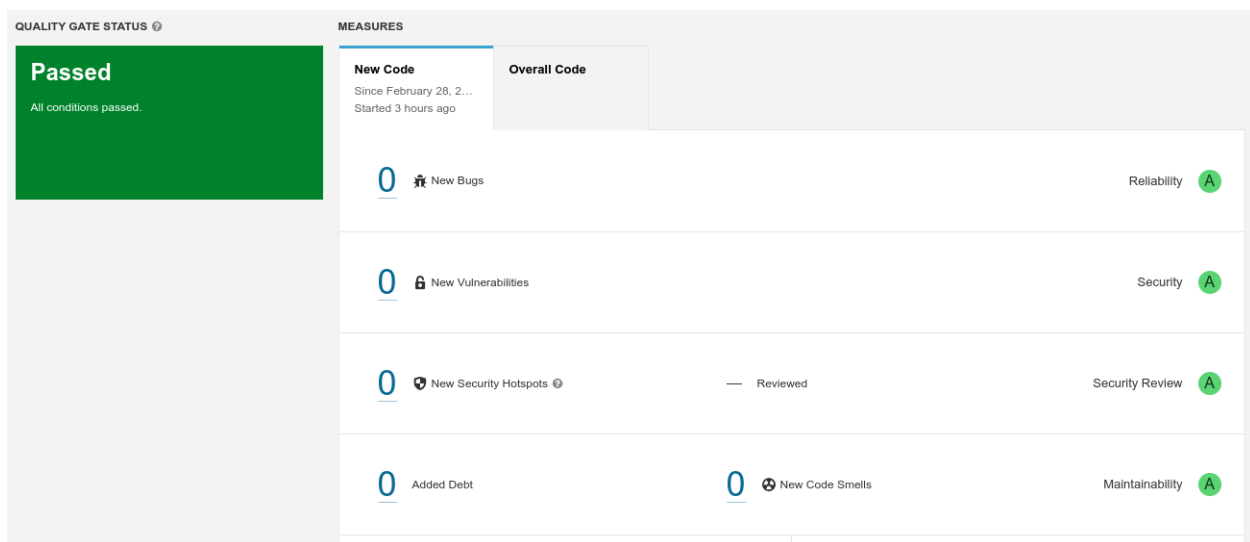 QUALITY GATE STATUS
MEASURES
Passed
All conditions passed.
New Code
Since February 28, 2...
Started 3 hours ago
Overall Code
0 New Bugs
Reliability A
0 New Vulnerabilities
Security A
0 New Security Hotspots
— Reviewed
Security Review A
0 Added Debt
0 New Code Smells
Maintainability A